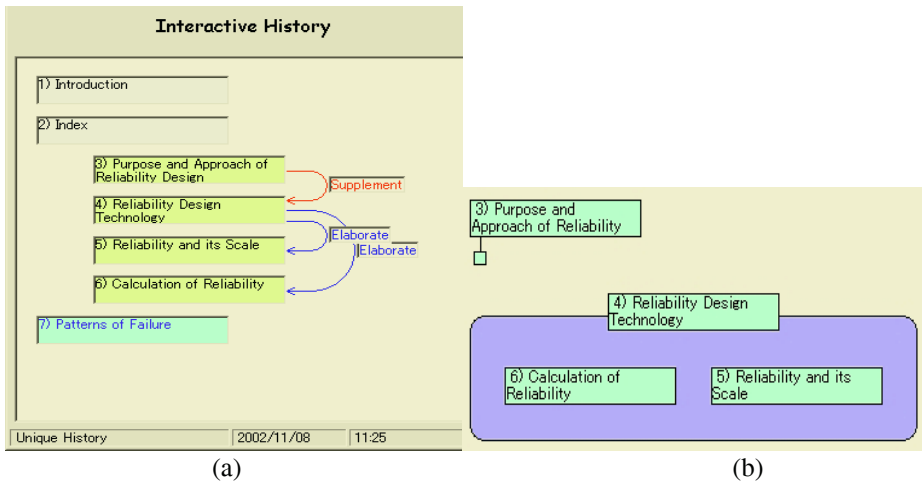 Interactive History
1) Introduction
2) Index
3) Purpose and Approach of
Reliability Design
Supplement
4) Reliability Design
Technology
Elaborate
5) Reliability and its Scale
Elaborate
6) Calculation of Reliability
7) Patterns of Failure
Unique History 2002/11/08 11:25
(a)
3) Purpose and
Approach of Reliability
4) Reliability Design
Technology
6) Calculation of
Reliability
5) Reliability and its
Scale
(b)